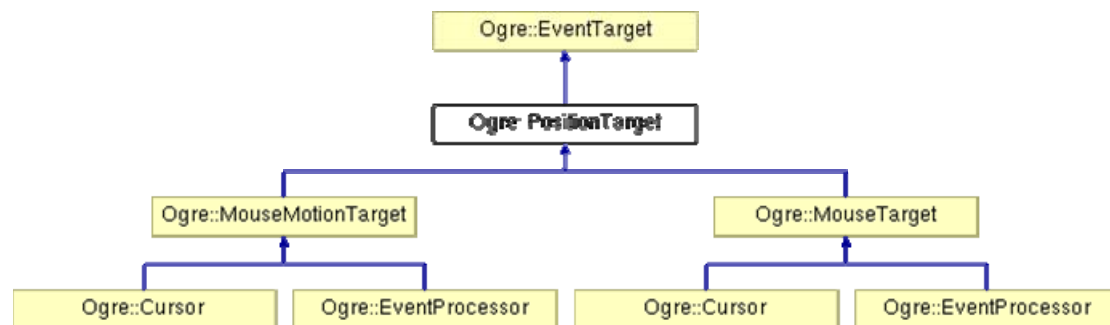 Ogre::EventTarget
Ogre::PositionTarget
Ogre::MouseMotionTarget Ogre::MouseTarget
Ogre::Cursor Ogre::EventProcessor Ogre::Cursor Ogre::EventProcessor